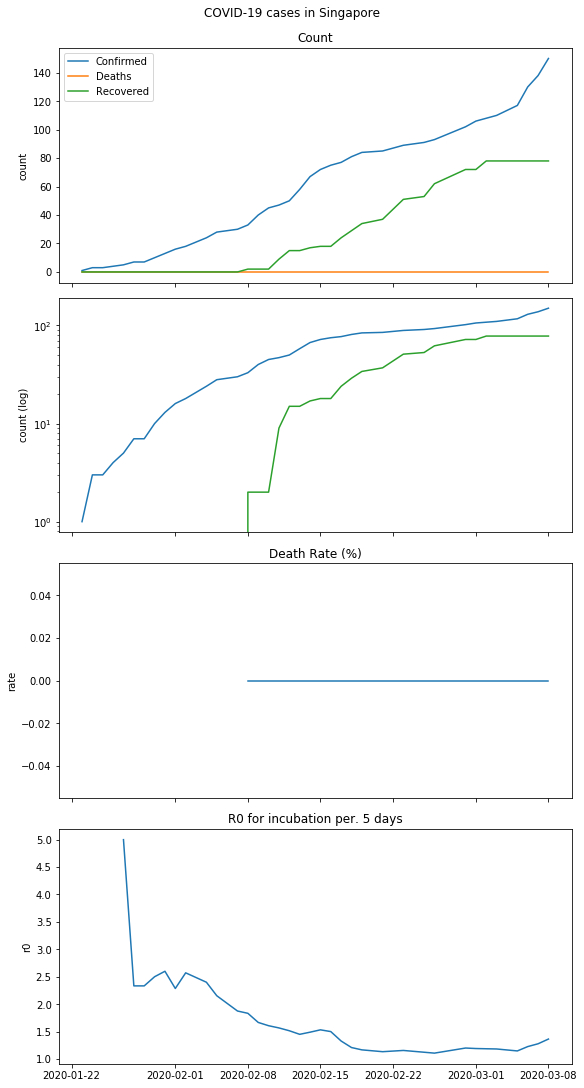 COVID-19 cases in Singapore
Count
Confirmed
Deaths
Recovered
140
120
100
80
60
40
20
0
count
10²
10¹
10⁰
count (log)
Death Rate (%)
0.04
0.02
0.00
−0.02
−0.04
rate
R0 for incubation per. 5 days
5.0
4.5
4.0
3.5
3.0
2.5
2.0
1.5
1.0
r0
2020-01-22 2020-02-01 2020-02-08 2020-02-15 2020-02-22 2020-03-01 2020-03-08